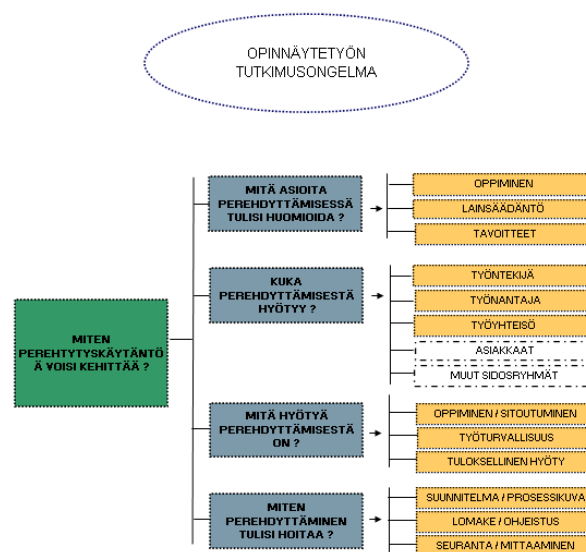 OPINNÄYTETYÖN
TUTKIMUSONGELMA
MITÄ ASIOITA
PEREHDYTTÄMISESSÄ
TULISI HUOMIOIDA ?
OPPIMINEN
LAINSÄÄDÄNTÖ
TAVOITTEET
KUKA
PEREHDYTTÄMISESTÄ
HYÖTYY ?
TYÖNTEKIJÄ
TYÖNANTAJA
TYÖYHTEISÖ
ASIAKKAAT
MUUT SIDOSRYHMÄT
MITEN
PEREHTYTYSKÄYTÄNTÖ
Ä VOISI KEHITTÄÄ ?
MITÄ HYÖTYÄ
PEREHDYTTÄMISESTÄ
ON ?
OPPIMINEN / SITOUTUMINEN
TYÖTURVALLISUUS
TULOKSELLINEN HYÖTY
MITEN
PEREHDYTTÄMINEN
TULISI HOITAA ?
SUUNNITELMA / PROSESSIKUVA
LOMAKE / OHJEISTUS
SEURANTA / MITTAAMINEN